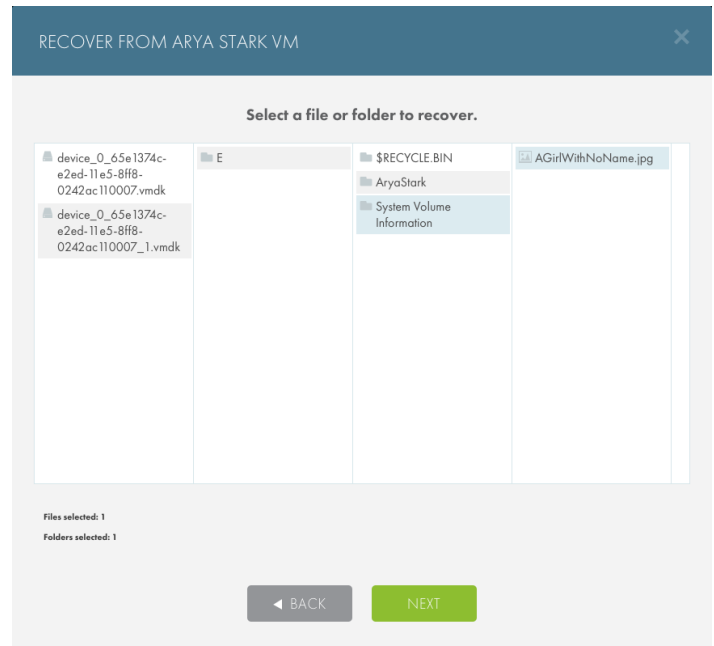 RECOVER FROM ARYA STARK VM
Select a file or folder to recover.
device_0_65e1374c-
e2ed-11e5-8ff8-
0242ac110007.vmdk
device_0_65e1374c-
e2ed-11e5-8ff8-
0242ac110007_1.vmdk
E
$RECYCLE.BIN
AryaStark
System Volume
Information
AGirlWithNoName.jpg
Files selected: 1
Folders selected: 1
BACK
NEXT